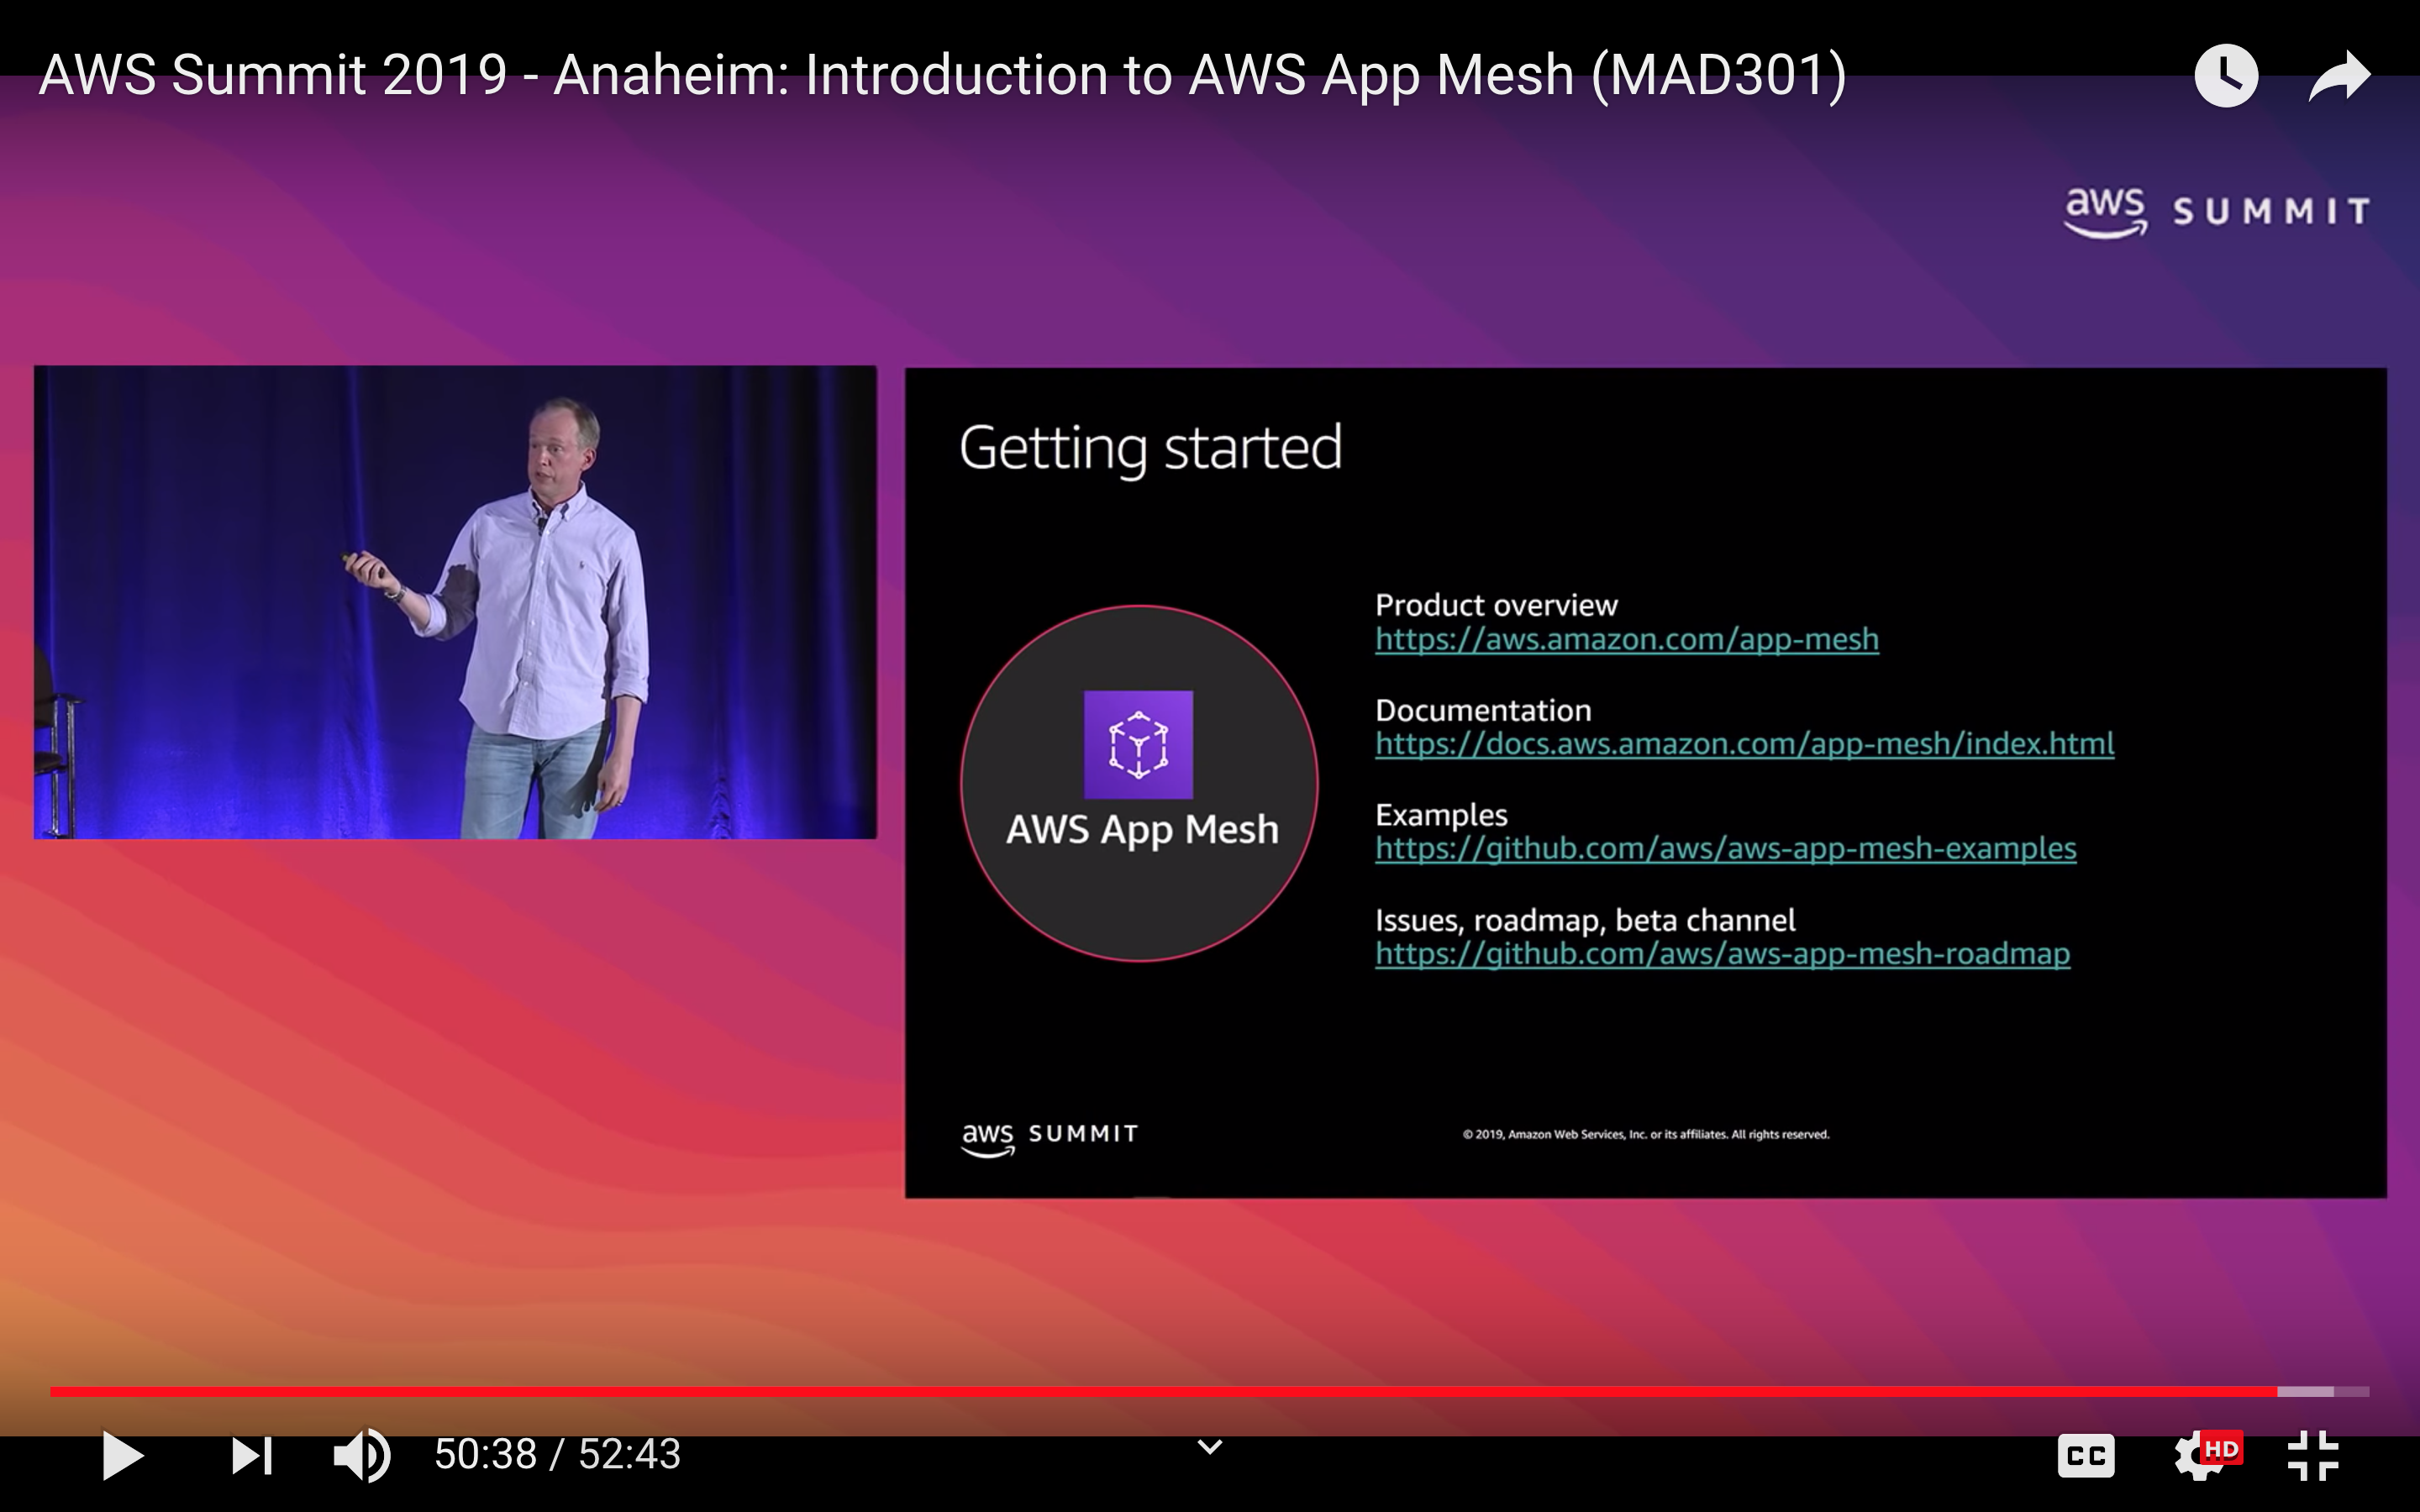 AWS Summit 2019 - Anaheim: Introduction to AWS App Mesh (MAD301)
aws SUMMIT
Getting started
Product overview
https://aws.amazon.com/app-mesh
Documentation
https://docs.aws.amazon.com/app-mesh/index.html
Examples
https://github.com/aws/aws-app-mesh-examples
Issues, roadmap, beta channel
https://github.com/aws/aws-app-mesh-roadmap
AWS App Mesh
aws SUMMIT
© 2019, Amazon Web Services, Inc. or its affiliates. All rights reserved.
50:38 / 52:43
CC
HD